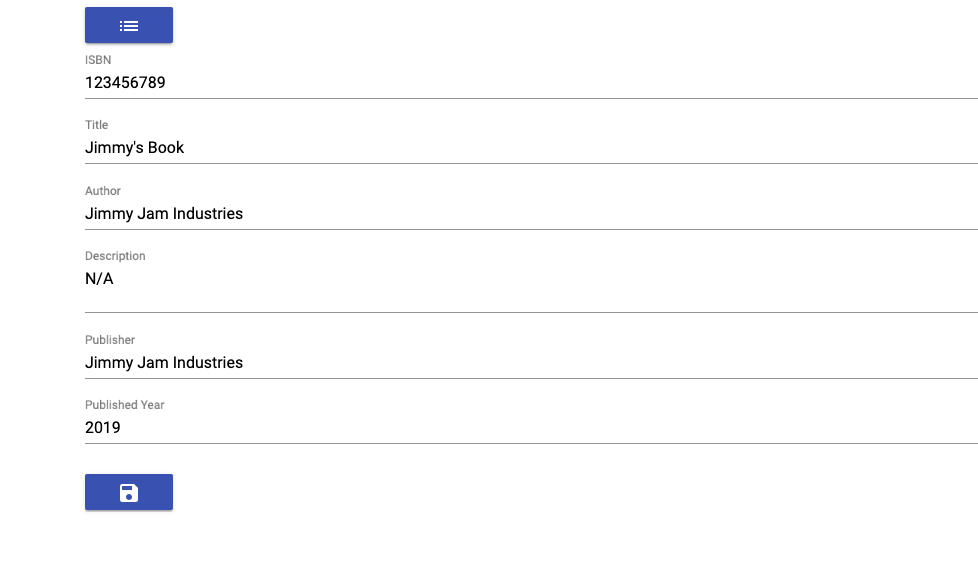 ISBN
123456789
Title
Jimmy's Book
Author
Jimmy Jam Industries
Description
N/A
Publisher
Jimmy Jam Industries
Published Year
2019